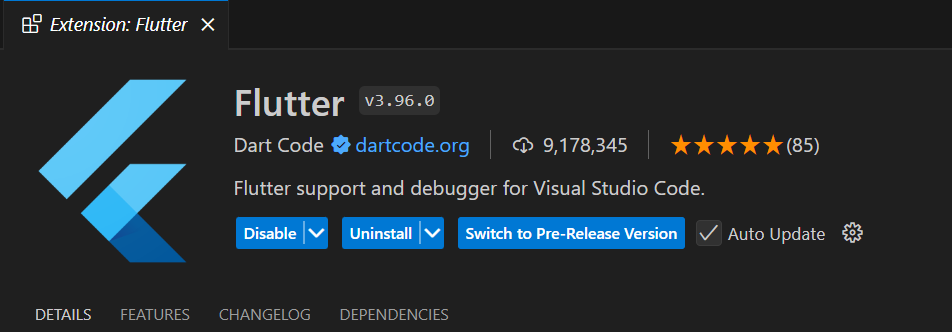 Extension: Flutter
Flutter v3.96.0
Dart Code dartcode.org 9,178,345 (85)
Flutter support and debugger for Visual Studio Code.
Disable Uninstall Switch to Pre-Release Version Auto Update
DETAILS FEATURES CHANGELOG DEPENDENCIES